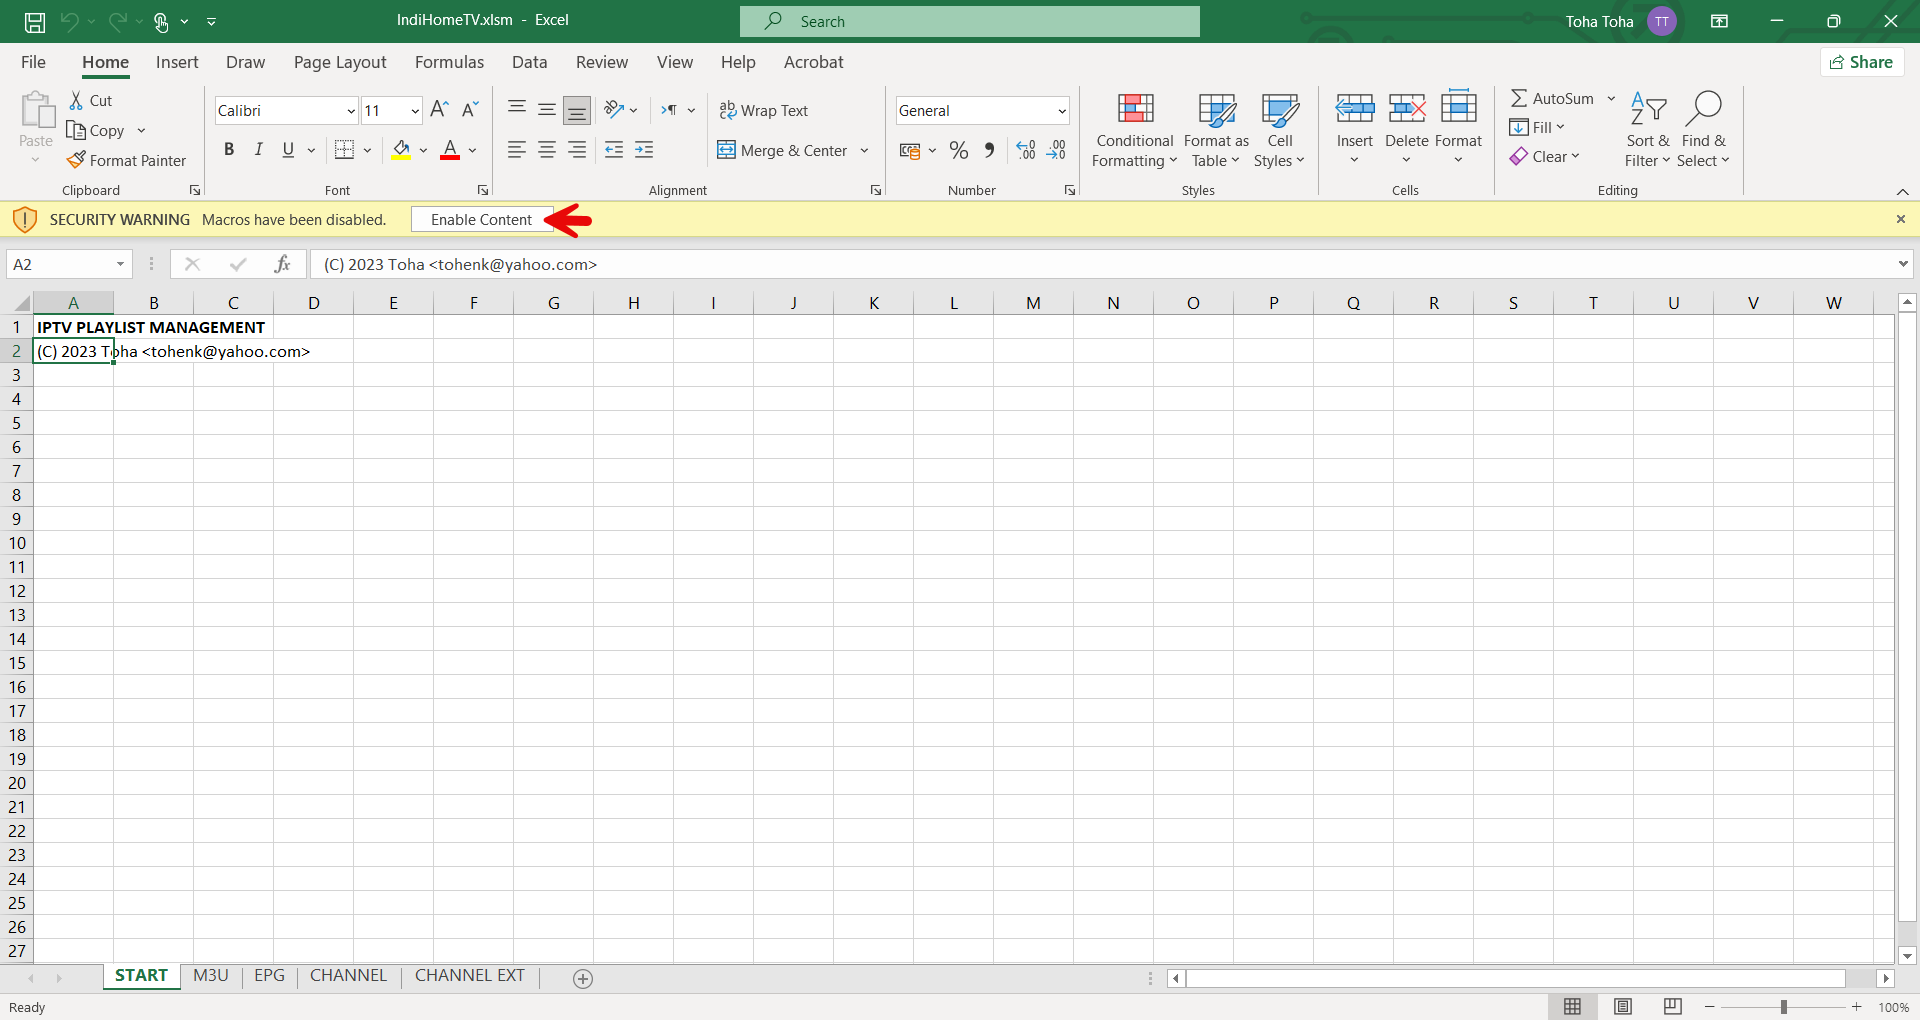 IndiHomeTV.xlsm - Excel
Search
Toha Toha
TT
File Home Insert Draw Page Layout Formulas Data Review View Help Acrobat
Share
Paste
Cut
Copy
Format Painter
Clipboard
Calibri 11
B I U
A
Font
ab
Wrap Text
Merge & Center
Alignment
General
%
Number
Conditional Formatting
Format as Table
Cell Styles
Styles
Insert
Delete
Format
Cells
AutoSum
Fill
Clear
Sort & Filter
Find & Select
Editing
SECURITY WARNING Macros have been disabled. Enable Content
A2 fx (C) 2023 Toha <tohenk@yahoo.com>
A B C D E F G H I J K L M N O P Q R S T U V W
1 IPTV PLAYLIST MANAGEMENT
2 (C) 2023 Toha <tohenk@yahoo.com>
3
4
5
6
7
8
9
10
11
12
13
14
15
16
17
18
19
20
21
22
23
24
25
26
27
START M3U EPG CHANNEL CHANNEL EXT
Ready
100%